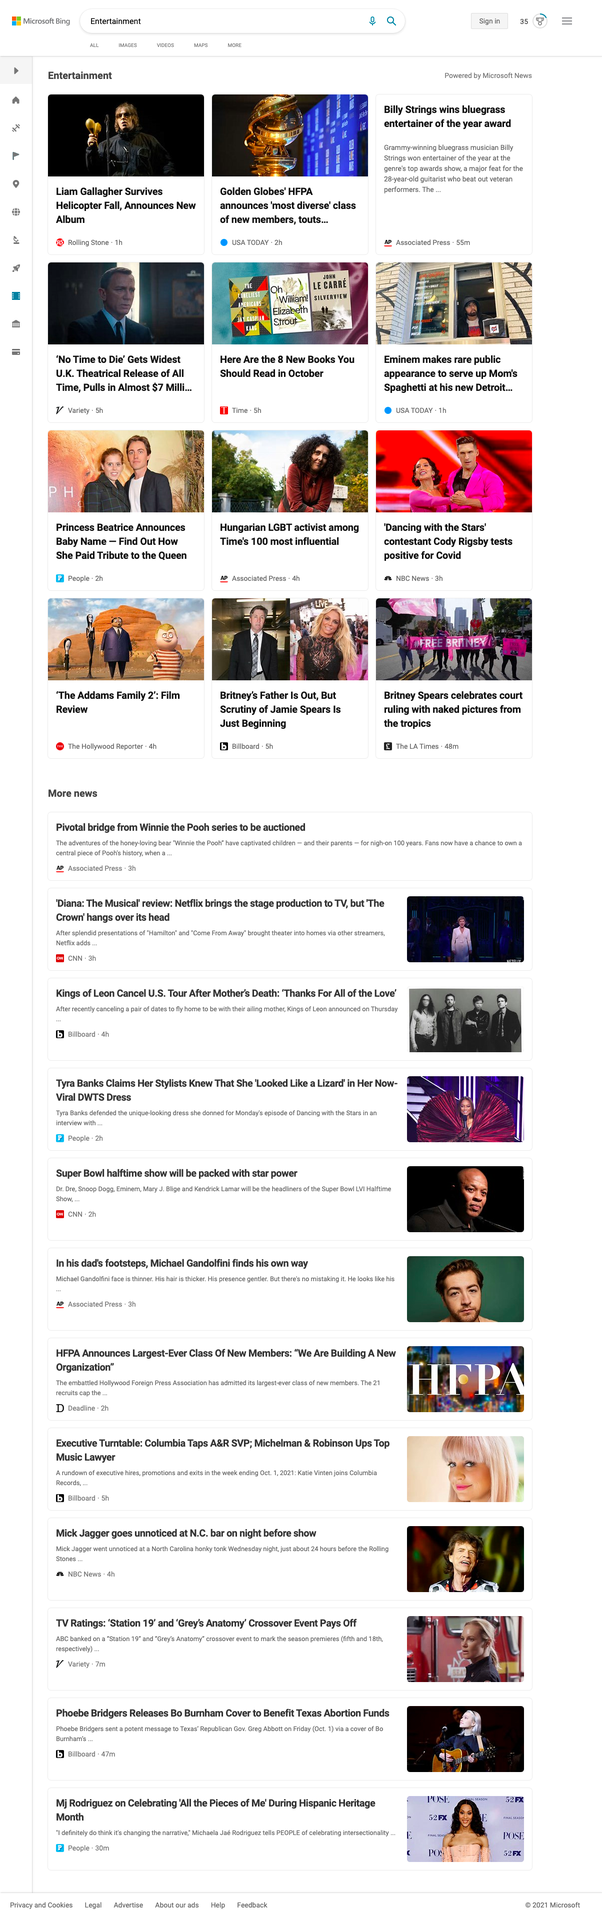 Microsoft Bing
Entertainment
Sign in
35
ALL IMAGES VIDEOS MAPS MORE
Entertainment
Powered by Microsoft News
Liam Gallagher Survives
Helicopter Fall, Announces New
Album
Rolling Stone · 1h
Golden Globes' HFPA
announces 'most diverse' class
of new members, touts...
USA TODAY · 2h
Billy Strings wins bluegrass
entertainer of the year award
Grammy-winning bluegrass musician Billy
Strings won entertainer of the year at the
genre's top awards show, a major feat for the
28-year-old guitarist who beat out veteran
performers. The ...
AP Associated Press · 55m
'No Time to Die' Gets Widest
U.K. Theatrical Release of All
Time, Pulls in Almost $7 Milli...
Variety · 5h
Oh
William!
Elizabeth
Strout
JOHN
LE CARRÉ
SILVERVIEW
Here Are the 8 New Books You
Should Read in October
Time · 5h
Eminem makes rare public
appearance to serve up Mom's
Spaghetti at his new Detroit...
USA TODAY · 1h
P H
Princess Beatrice Announces
Baby Name — Find Out How
She Paid Tribute to the Queen
People · 2h
Hungarian LGBT activist among
Time's 100 most influential
AP Associated Press · 4h
'Dancing with the Stars'
contestant Cody Rigsby tests
positive for Covid
NBC News · 3h
'The Addams Family 2': Film
Review
The Hollywood Reporter · 4h
LIVE
Britney's Father Is Out, But
Scrutiny of Jamie Spears Is
Just Beginning
Billboard · 5h
FREE BRITNEY
Britney Spears celebrates court
ruling with naked pictures from
the tropics
The LA Times · 48m
More news
Pivotal bridge from Winnie the Pooh series to be auctioned
The adventures of the honey-loving bear "Winnie the Pooh" have captivated children — and their parents — for nigh-on 100 years. Fans now have a chance to own a
central piece of Pooh's history, when a ...
AP Associated Press · 3h
'Diana: The Musical' review: Netflix brings the stage production to TV, but 'The
Crown' hangs over its head
After splendid presentations of "Hamilton" and "Come From Away" brought theater into homes via other streamers,
Netflix adds ...
CNN · 3h
NETFLIX
Kings of Leon Cancel U.S. Tour After Mother's Death: 'Thanks For All of the Love'
After recently canceling a pair of dates to fly home to be with their ailing mother, Kings of Leon announced on Thursday
...
Billboard · 4h
Tyra Banks Claims Her Stylists Knew That She 'Looked Like a Lizard' in Her Now-
Viral DWTS Dress
Tyra Banks defended the unique-looking dress she donned for Monday's episode of Dancing with the Stars in an
interview with ...
People · 2h
Super Bowl halftime show will be packed with star power
Dr. Dre, Snoop Dogg, Eminem, Mary J. Blige and Kendrick Lamar will be the headliners of the Super Bowl LVI Halftime
Show, ...
CNN · 2h
In his dad's footsteps, Michael Gandolfini finds his own way
Michael Gandolfini face is thinner. His hair is thicker. His presence gentler. But there's no mistaking it. He looks like his
...
AP Associated Press · 3h
HFPA Announces Largest-Ever Class Of New Members: "We Are Building A New
Organization"
The embattled Hollywood Foreign Press Association has admitted its largest-ever class of new members. The 21
recruits cap the ...
Deadline · 2h
HFPA
Executive Turntable: Columbia Taps A&R SVP; Michelman & Robinson Ups Top
Music Lawyer
A rundown of executive hires, promotions and exits in the week ending Oct. 1, 2021: Katie Vinten joins Columbia
Records, ...
Billboard · 5h
Mick Jagger goes unnoticed at N.C. bar on night before show
Mick Jagger went unnoticed at a North Carolina honky tonk Wednesday night, just about 24 hours before the Rolling
Stones ...
NBC News · 4h
TV Ratings: 'Station 19' and 'Grey's Anatomy' Crossover Event Pays Off
ABC banked on a "Station 19" and "Grey's Anatomy" crossover event to mark the season premieres (fifth and 18th,
respectively) ...
Variety · 7m
Phoebe Bridgers Releases Bo Burnham Cover to Benefit Texas Abortion Funds
Phoebe Bridgers sent a potent message to Texas' Republican Gov. Greg Abbott on Friday (Oct. 1) via a cover of Bo
Burnham's ...
Billboard · 47m
Mj Rodriguez on Celebrating 'All the Pieces of Me' During Hispanic Heritage
Month
"I definitely do think it's changing the narrative," Michaela Jaé Rodriguez tells PEOPLE of celebrating intersectionality ...
People · 30m
POSE
FX
POSE
Privacy and Cookies Legal Advertise About our ads Help Feedback © 2021 Microsoft